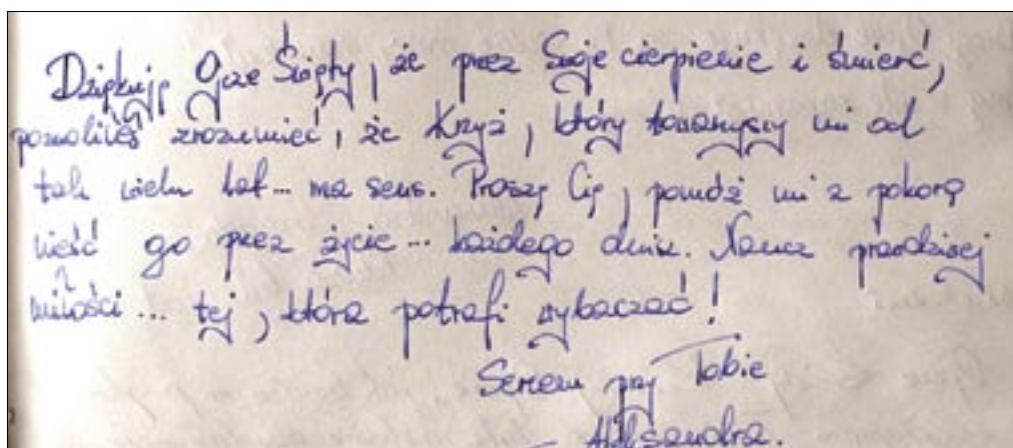 Dziękuję Ojcze Święty, że przez Swoje cierpienie i śmierć,
pozwoliłeś zrozumieć, że Krzyż, który towarzyszy mi od
tak wielu lat... ma sens. Proszę Cię, pomóż mi z pokorą
nieść go przez życie... każdego dnia. Naucz prawdziwej
miłości... tej, która potrafi wybaczać!
Sercem przy Tobie
Aleksandra.